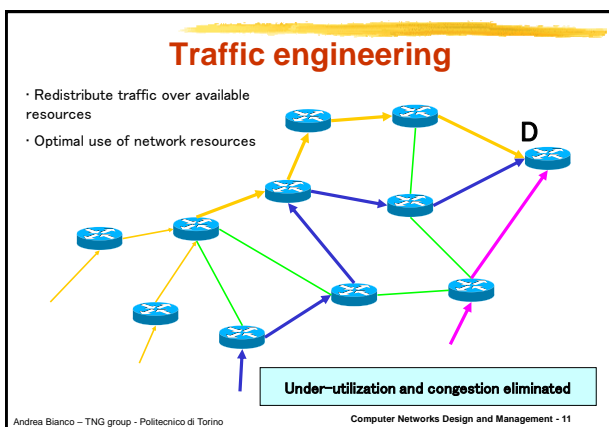 Traffic engineering
· Redistribute traffic over available
resources
· Optimal use of network resources
D
Under-utilization and congestion eliminated
Andrea Bianco – TNG group - Politecnico di Torino
Computer Networks Design and Management - 11